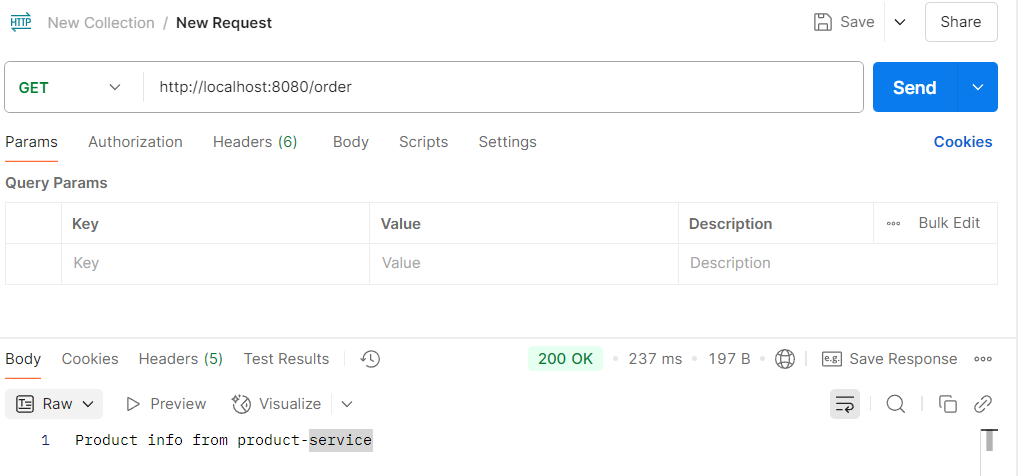 HTTP New Collection / New Request Save Share
GET http://localhost:8080/order Send
Params Authorization Headers (6) Body Scripts Settings Cookies
Query Params
Key Value Description Bulk Edit
Key Value Description
Body Cookies Headers (5) Test Results 200 OK 237 ms 197 B e.g. Save Response
Raw Preview Visualize
1 Product info from product-service